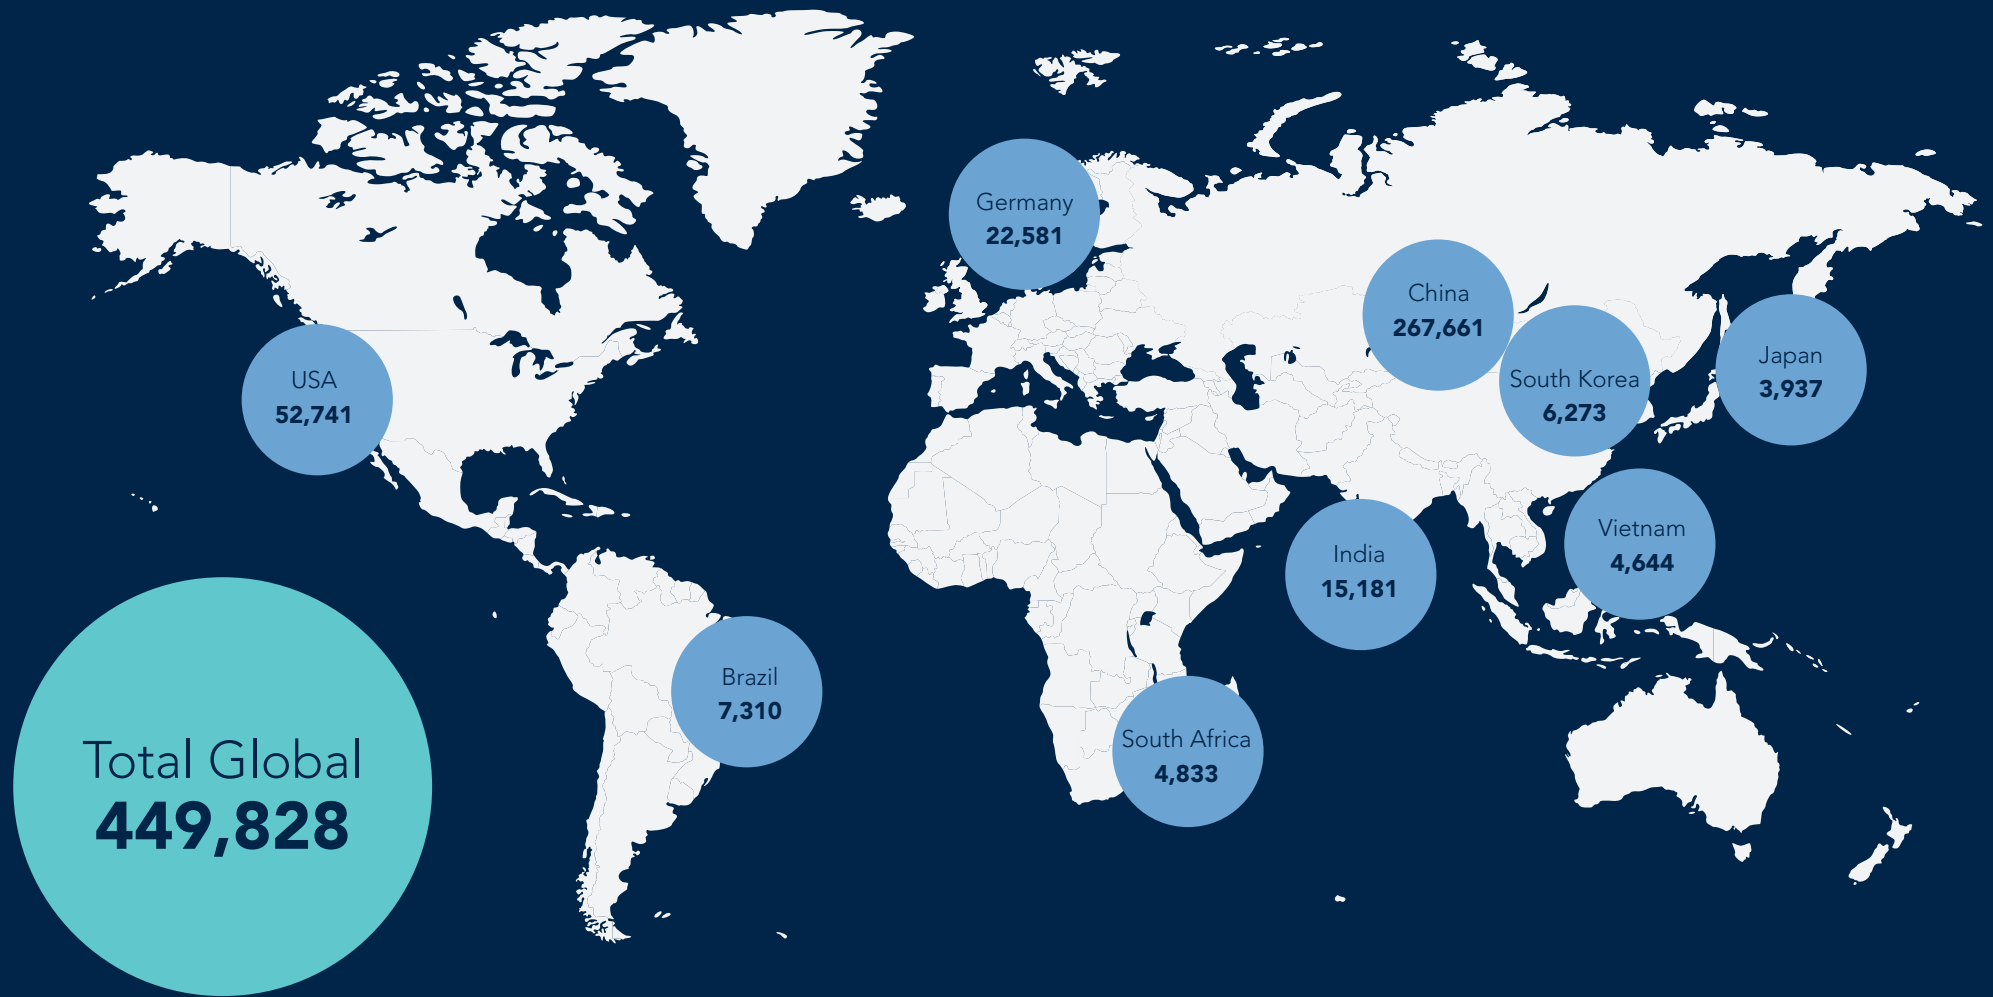 Germany
22,581
China
267,661
South Korea
6,273
Japan
3,937
USA
52,741
Vietnam
4,644
India
15,181
Brazil
7,310
South Africa
4,833
Total Global
449,828